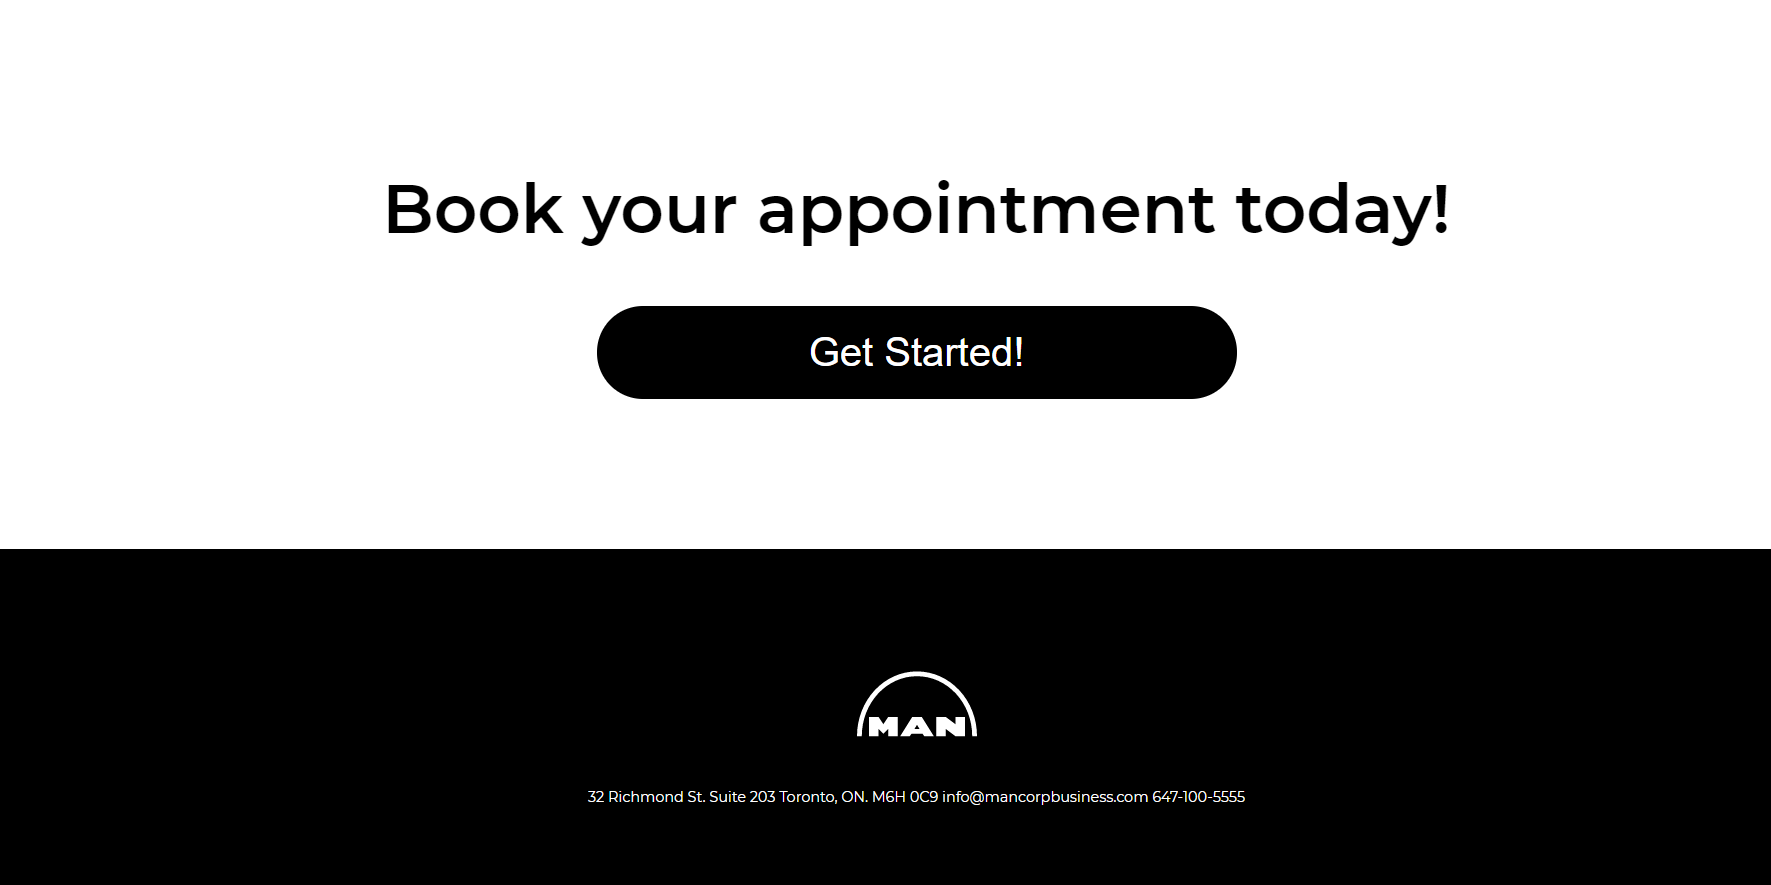 Book your appointment today!
Get Started!
MAN
32 Richmond St. Suite 203 Toronto, ON. M6H 0C9 info@mancorpbusiness.com 647-100-5555